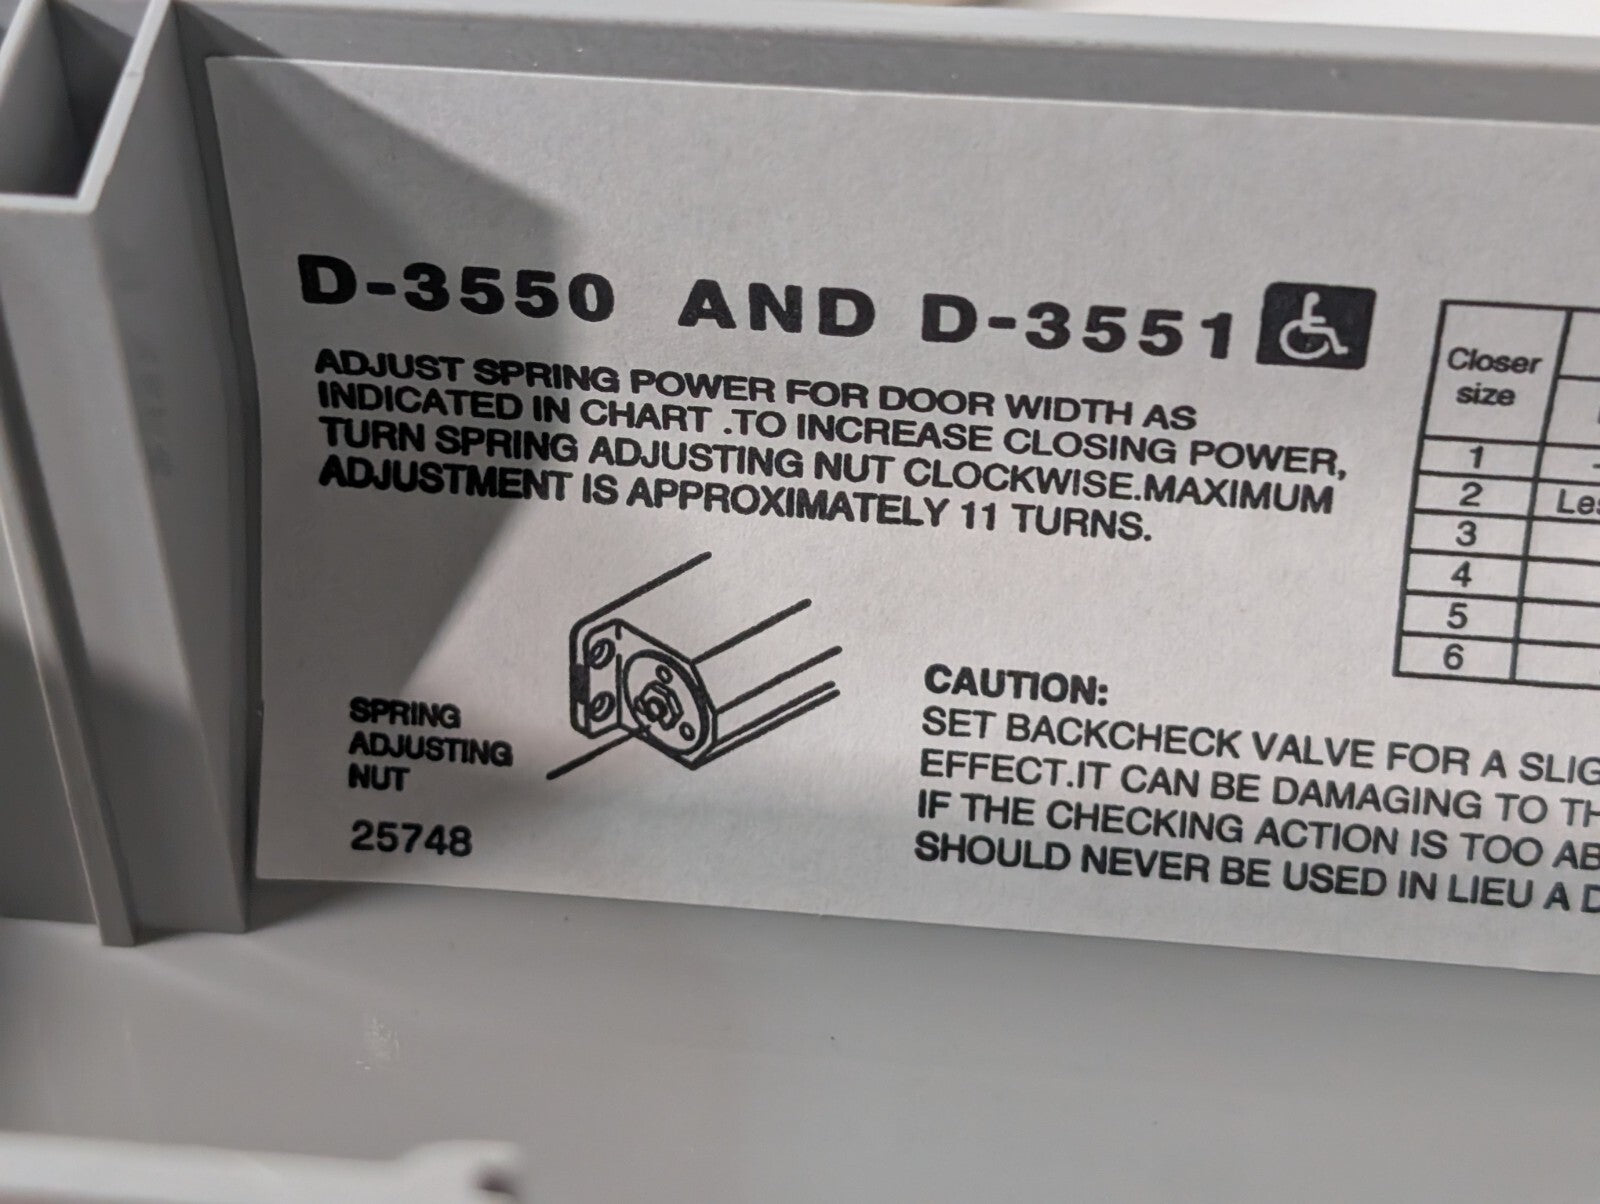 D-3550 AND D-3551
ADJUST SPRING POWER FOR DOOR WIDTH AS
INDICATED IN CHART .TO INCREASE CLOSING POWER,
TURN SPRING ADJUSTING NUT CLOCKWISE.MAXIMUM
ADJUSTMENT IS APPROXIMATELY 11 TURNS.
SPRING
ADJUSTING
NUT
25748
Closer
size
1
2
3
4
5
6
CAUTION:
SET BACKCHECK VALVE FOR A
EFFECT.IT CAN BE DAMAGING TO
IF THE CHECKING ACTION IS TOO
SHOULD NEVER BE USED IN LIEU A